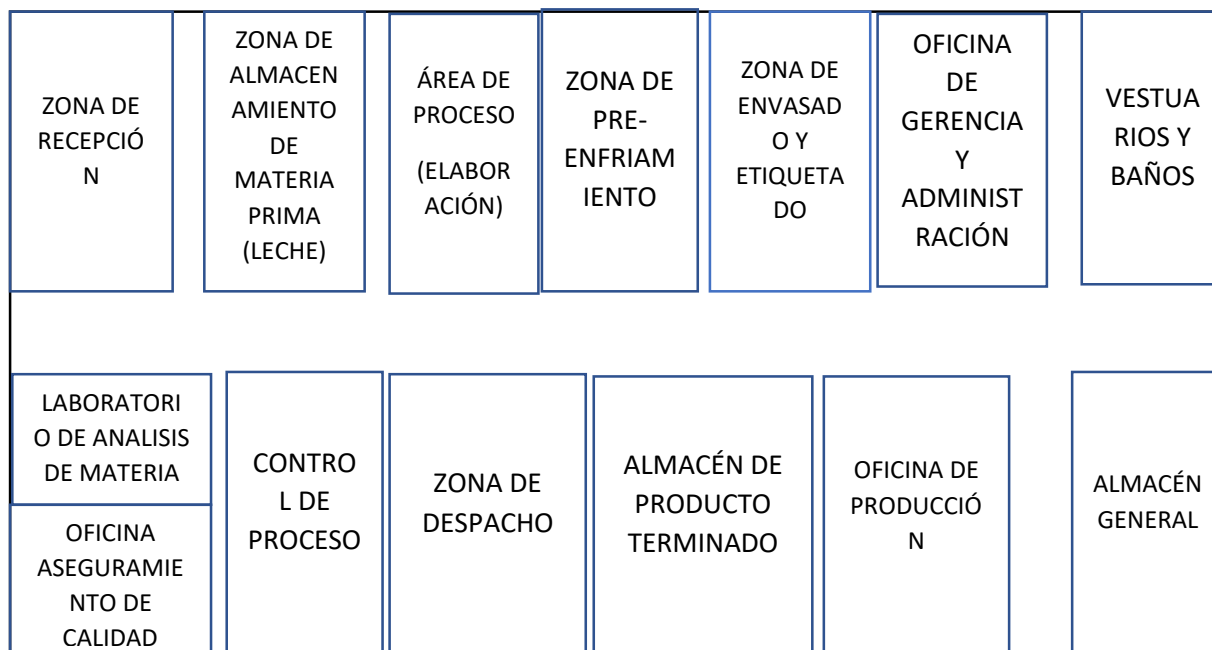 ZONA DE
RECEPCIÓ
N
ZONA DE
ALMACEN
AMIENTO
DE
MATERIA
PRIMA
(LECHE)
ÁREA DE
PROCESO
(ELABOR
ACIÓN)
ZONA DE
PRE-
ENFRIAM
IENTO
ZONA DE
ENVASAD
O Y
ETIQUETA
DO
OFICINA
DE
GERENCIA
Y
ADMINIST
RACIÓN
VESTUA
RIOS Y
BAÑOS
LABORATORI
O DE ANALISIS
DE MATERIA
OFICINA
ASEGURAMIE
NTO DE
CALIDAD
CONTRO
L DE
PROCESO
ZONA DE
DESPACHO
ALMACÉN DE
PRODUCTO
TERMINADO
OFICINA DE
PRODUCCIÓ
N
ALMACÉN
GENERAL